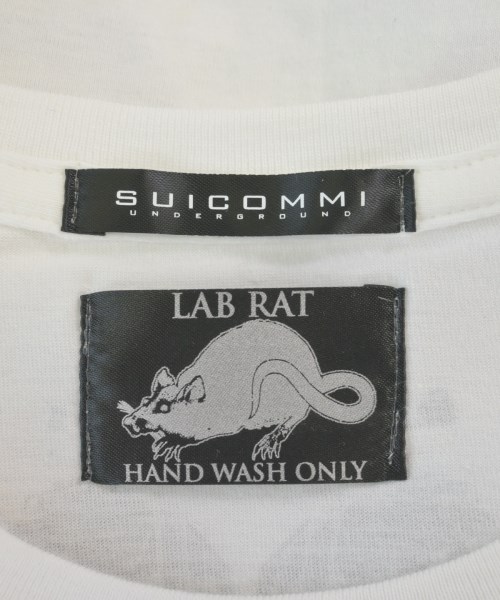 SUICOMMI
UNDERGROUND
LAB RAT
HAND WASH ONLY